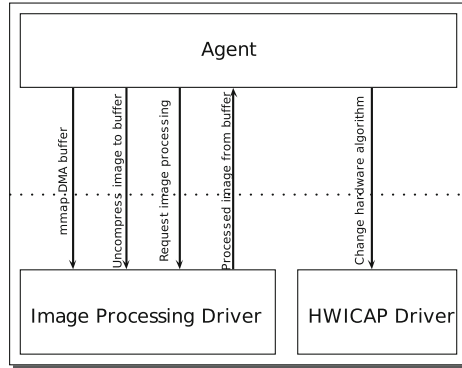 Agent
mmap DMA buffer
Uncompress image to buffer
Request image processing
Processed image from buffer
Change hardware algorithm
Image Processing Driver
HWICAP Driver